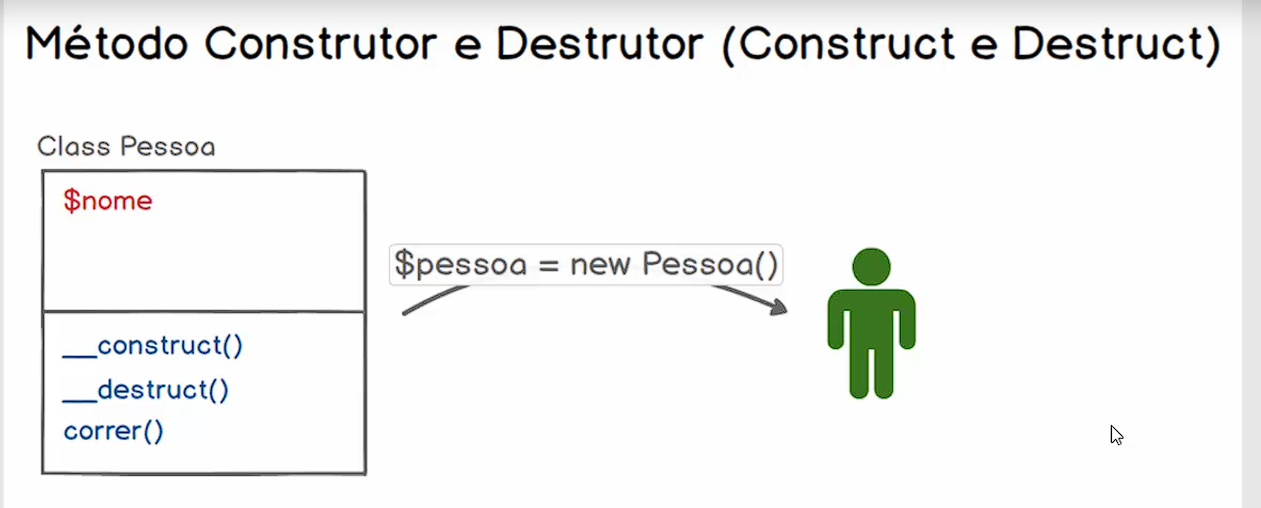 Método Construtor e Destrutor (Construct e Destruct)
Class Pessoa
$nome
$pessoa = new Pessoa()
__construct()
__destruct()
correr()